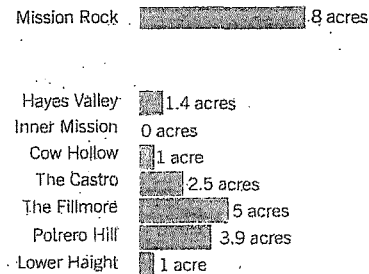 Mission Rock 8 acres
Hayes Valley 1.4 acres
Inner Mission 0 acres
Cow Hollow 1 acre
The Castro 2.5 acres
The Fillmore 5 acres
Potrero Hill 3.9 acres
Lower Haight 1 acre